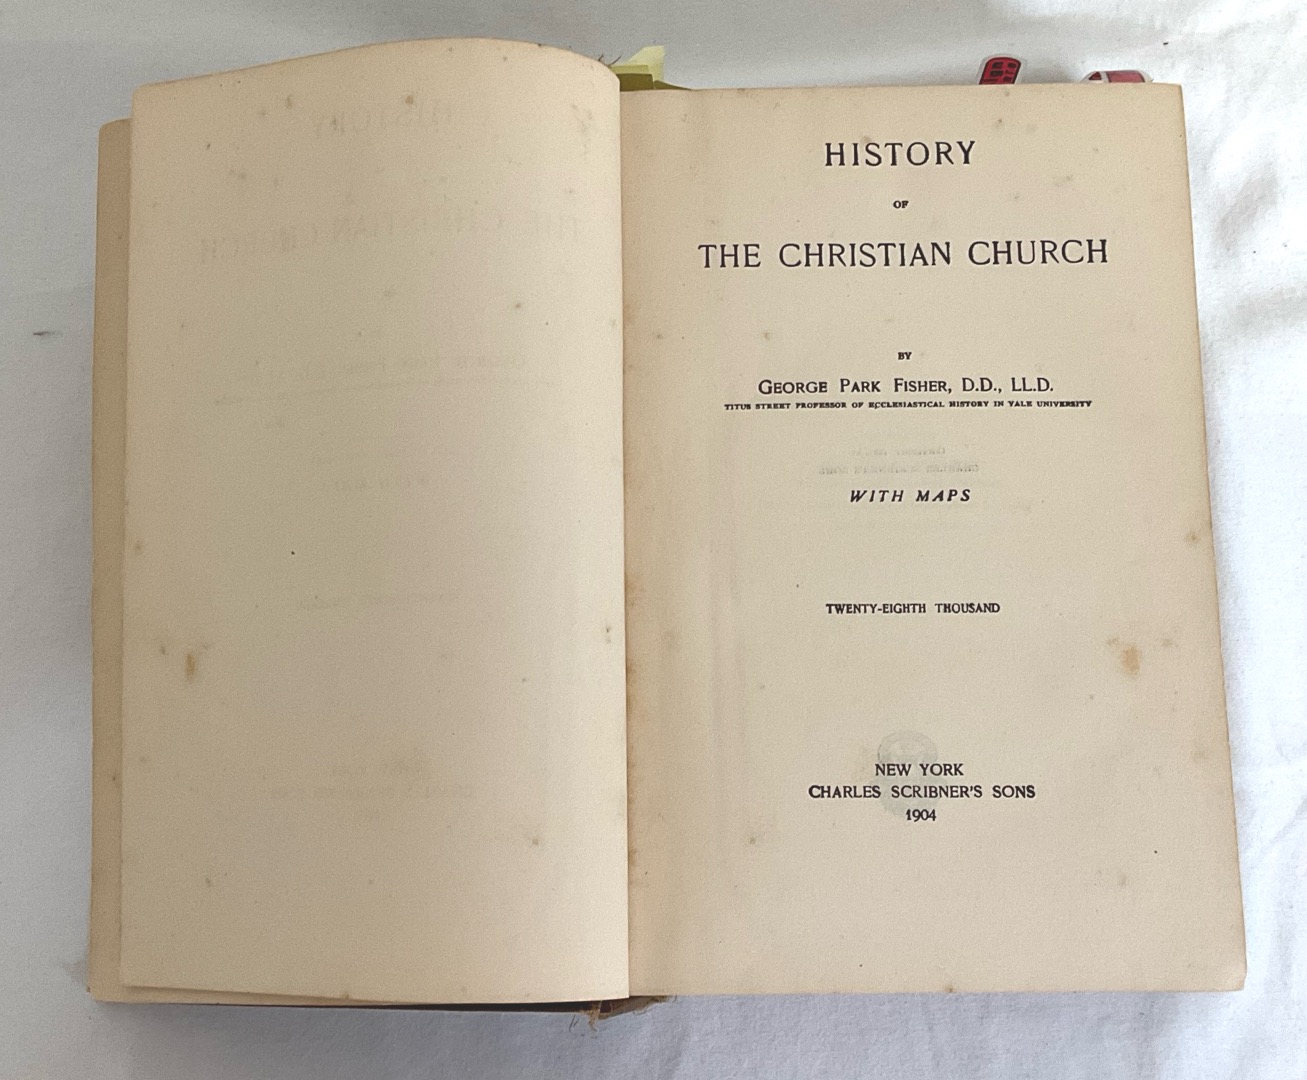 HISTORY
OF
THE CHRISTIAN CHURCH
BY
GEORGE PARK FISHER, D.D., LL.D.
TITUS STREET PROFESSOR OF ECCLESIASTICAL HISTORY IN YALE UNIVERSITY
WITH MAPS
TWENTY-EIGHTH THOUSAND
NEW YORK
CHARLES SCRIBNER'S SONS
1904